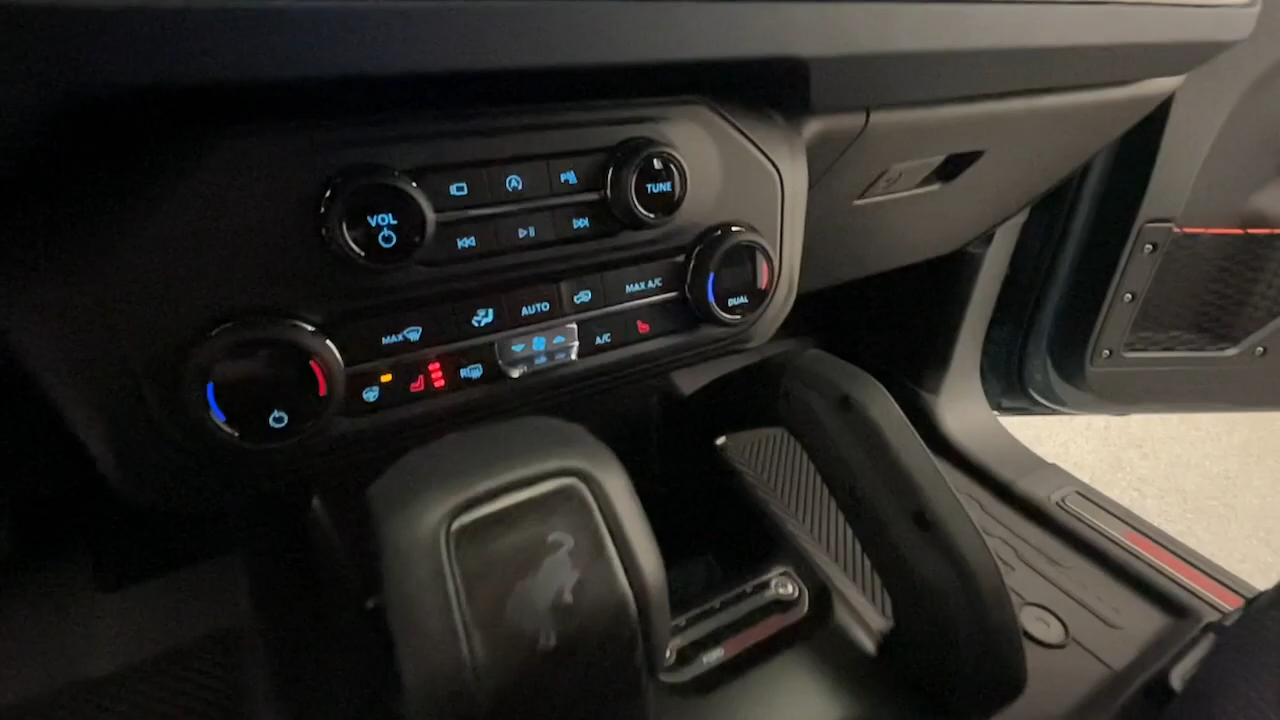 VOL
TUNE
MAX
AUTO
MAX A/C
DUAL
R
A/C